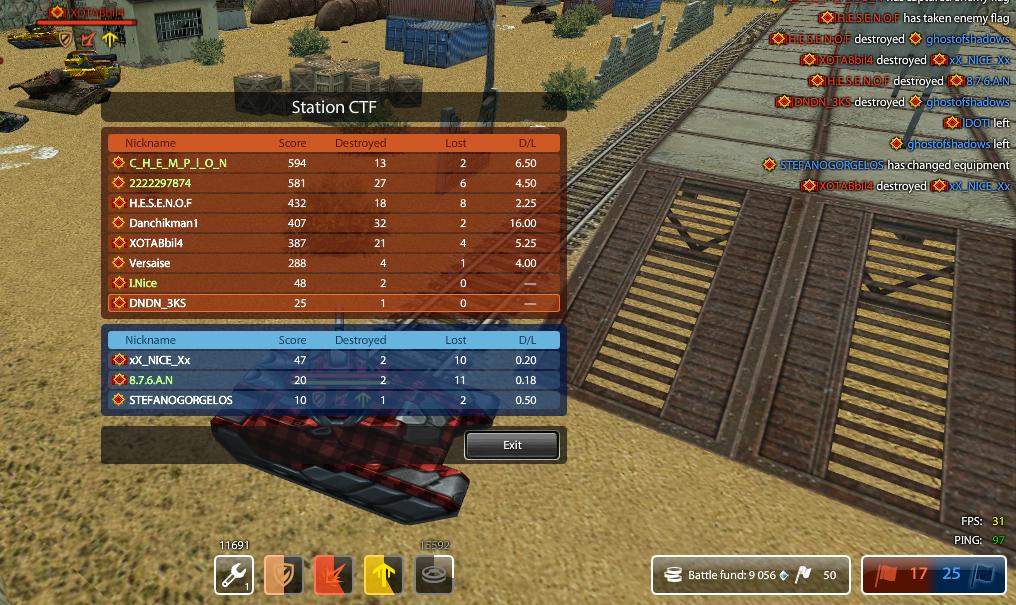 XOTABbil4
has captured enemy flag
H.E.S.E.N.O.F has taken enemy flag
H.E.S.E.N.O.F destroyed ghostofshadows
XOTABbil4 destroyed xX_NICE_Xx
H.E.S.E.N.O.F destroyed 8.7.6.A.N
DNDN_3KS destroyed ghostofshadows
IDOTI left
ghostofshadows left
STEFANOGORGELOS has changed equipment
XOTABbil4 destroyed xX_NICE_Xx
Station CTF
Nickname Score Destroyed Lost D/L
C_H_E_M_P_I_O_N 594 13 2 6.50
2222297874 581 27 6 4.50
H.E.S.E.N.O.F 432 18 8 2.25
Danchikman1 407 32 2 16.00
XOTABbil4 387 21 4 5.25
Versaise 288 4 1 4.00
I.Nice 48 2 0 —
DNDN_3KS 25 1 0 —
Nickname Score Destroyed Lost D/L
xX_NICE_Xx 47 2 10 0.20
8.7.6.A.N 20 2 11 0.18
STEFANOGORGELOS 10 1 2 0.50
Exit
FPS: 31
PING: 97
11691
1
Battle fund: 9 056 50
17 25